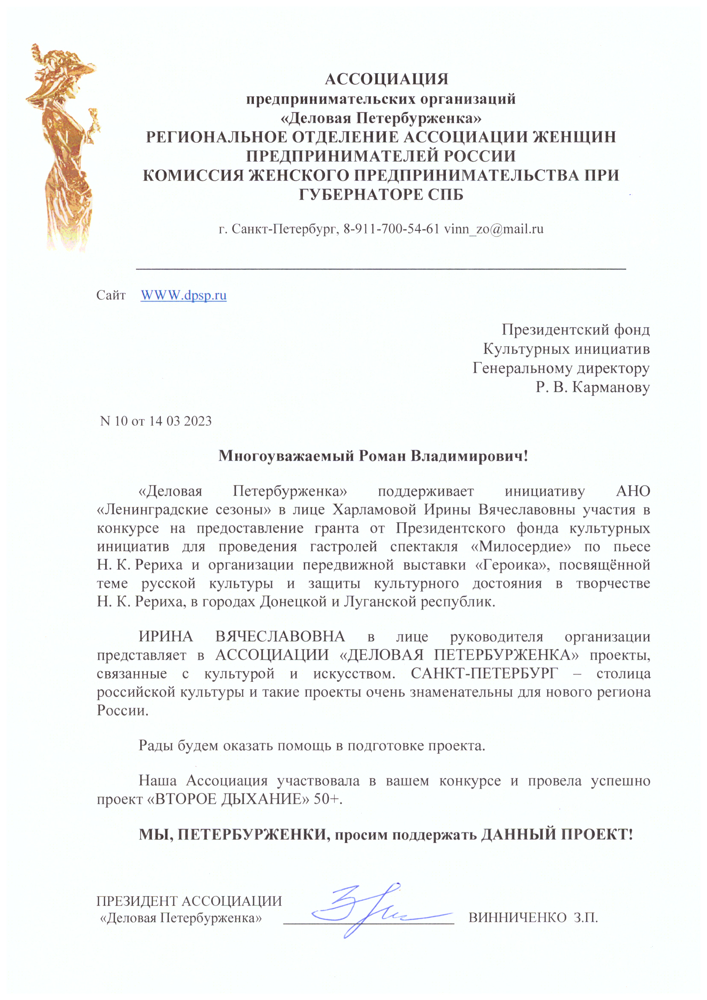 АССОЦИАЦИЯ
предпринимательских организаций
«Деловая Петербурженка»
РЕГИОНАЛЬНОЕ ОТДЕЛЕНИЕ АССОЦИАЦИИ ЖЕНЩИН
ПРЕДПРИНИМАТЕЛЕЙ РОССИИ
КОМИССИЯ ЖЕНСКОГО ПРЕДПРИНИМАТЕЛЬСТВА ПРИ
ГУБЕРНАТОРЕ СПБ
г. Санкт-Петербург, 8-911-700-54-61 vinn_zo@mail.ru
Сайт WWW.dpsp.ru
Президентский фонд
Культурных инициатив
Генеральному директору
Р. В. Карманову
N 10 от 14 03 2023
Многоуважаемый Роман Владимирович!
«Деловая Петербурженка» поддерживает инициативу АНО
«Ленинградские сезоны» в лице Харламовой Ирины Вячеславовны участия в
конкурсе на предоставление гранта от Президентского фонда культурных
инициатив для проведения гастролей спектакля «Милосердие» по пьесе
Н. К. Рериха и организации передвижной выставки «Героика», посвящённой
теме русской культуры и защиты культурного достояния в творчестве
Н. К. Рериха, в городах Донецкой и Луганской республик.
ИРИНА ВЯЧЕСЛАВОВНА в лице руководителя организации
представляет в АССОЦИАЦИИ «ДЕЛОВАЯ ПЕТЕРБУРЖЕНКА» проекты,
связанные с культурой и искусством. САНКТ-ПЕТЕРБУРГ – столица
российской культуры и такие проекты очень знаменательны для нового региона
России.
Рады будем оказать помощь в подготовке проекта.
Наша Ассоциация участвовала в вашем конкурсе и провела успешно
проект «ВТОРОЕ ДЫХАНИЕ» 50+.
МЫ, ПЕТЕРБУРЖЕНКИ, просим поддержать ДАННЫЙ ПРОЕКТ!
ПРЕЗИДЕНТ АССОЦИАЦИИ
«Деловая Петербурженка» ВИННИЧЕНКО З.П.